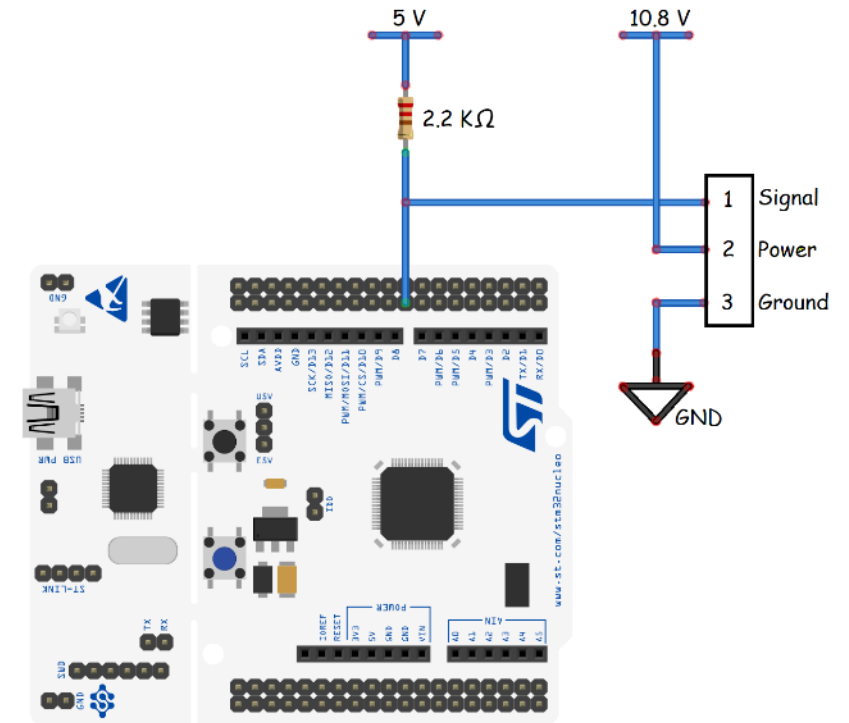 5 V
10.8 V
2.2 KΩ
1 Signal
2 Power
3 Ground
GND
GND
SCL
SDA
AVDD
GND
SCK/D13
MISO/D12
PWM/MOSI/D11
PWM/CS/D10
PWM/D9
D8
D7
PWM/D6
PWM/D5
D4
PWM/D3
D2
TX/D1
RX/D0
ST
USB PWR
U5V
E5V
IDD
www.st.com/stm32nucleo
ST-LINK
TX
RX
SWD
GND
POWER
IOREF
RESET
3V3
5V
GND
GND
VIN
AIN
A0
A1
A2
A3
A4
A5